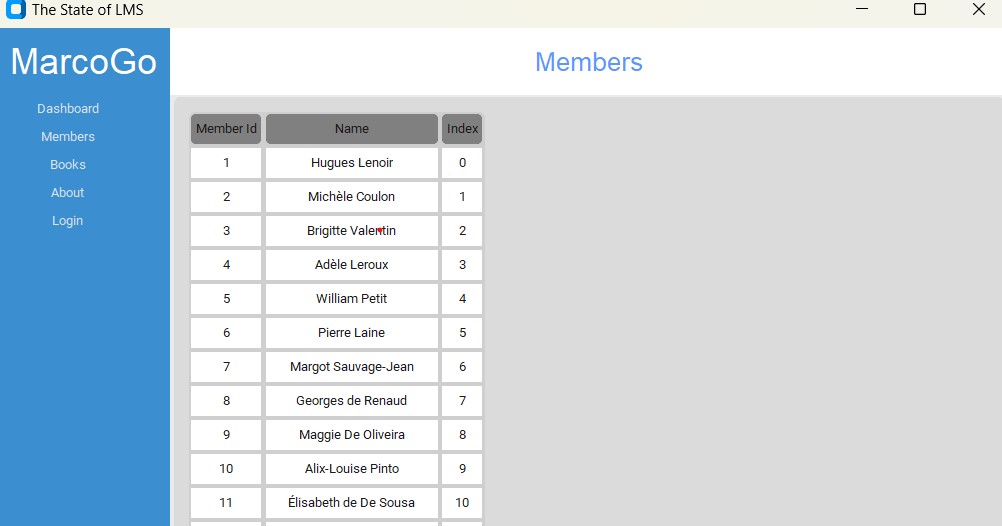 The State of LMS
MarcoGo
Members
Dashboard
Members
Books
About
Login
Member Id Name Index
1 Hugues Lenoir 0
2 Michèle Coulon 1
3 Brigitte Valentin 2
4 Adèle Leroux 3
5 William Petit 4
6 Pierre Laine 5
7 Margot Sauvage-Jean 6
8 Georges de Renaud 7
9 Maggie De Oliveira 8
10 Alix-Louise Pinto 9
11 Élisabeth de De Sousa 10